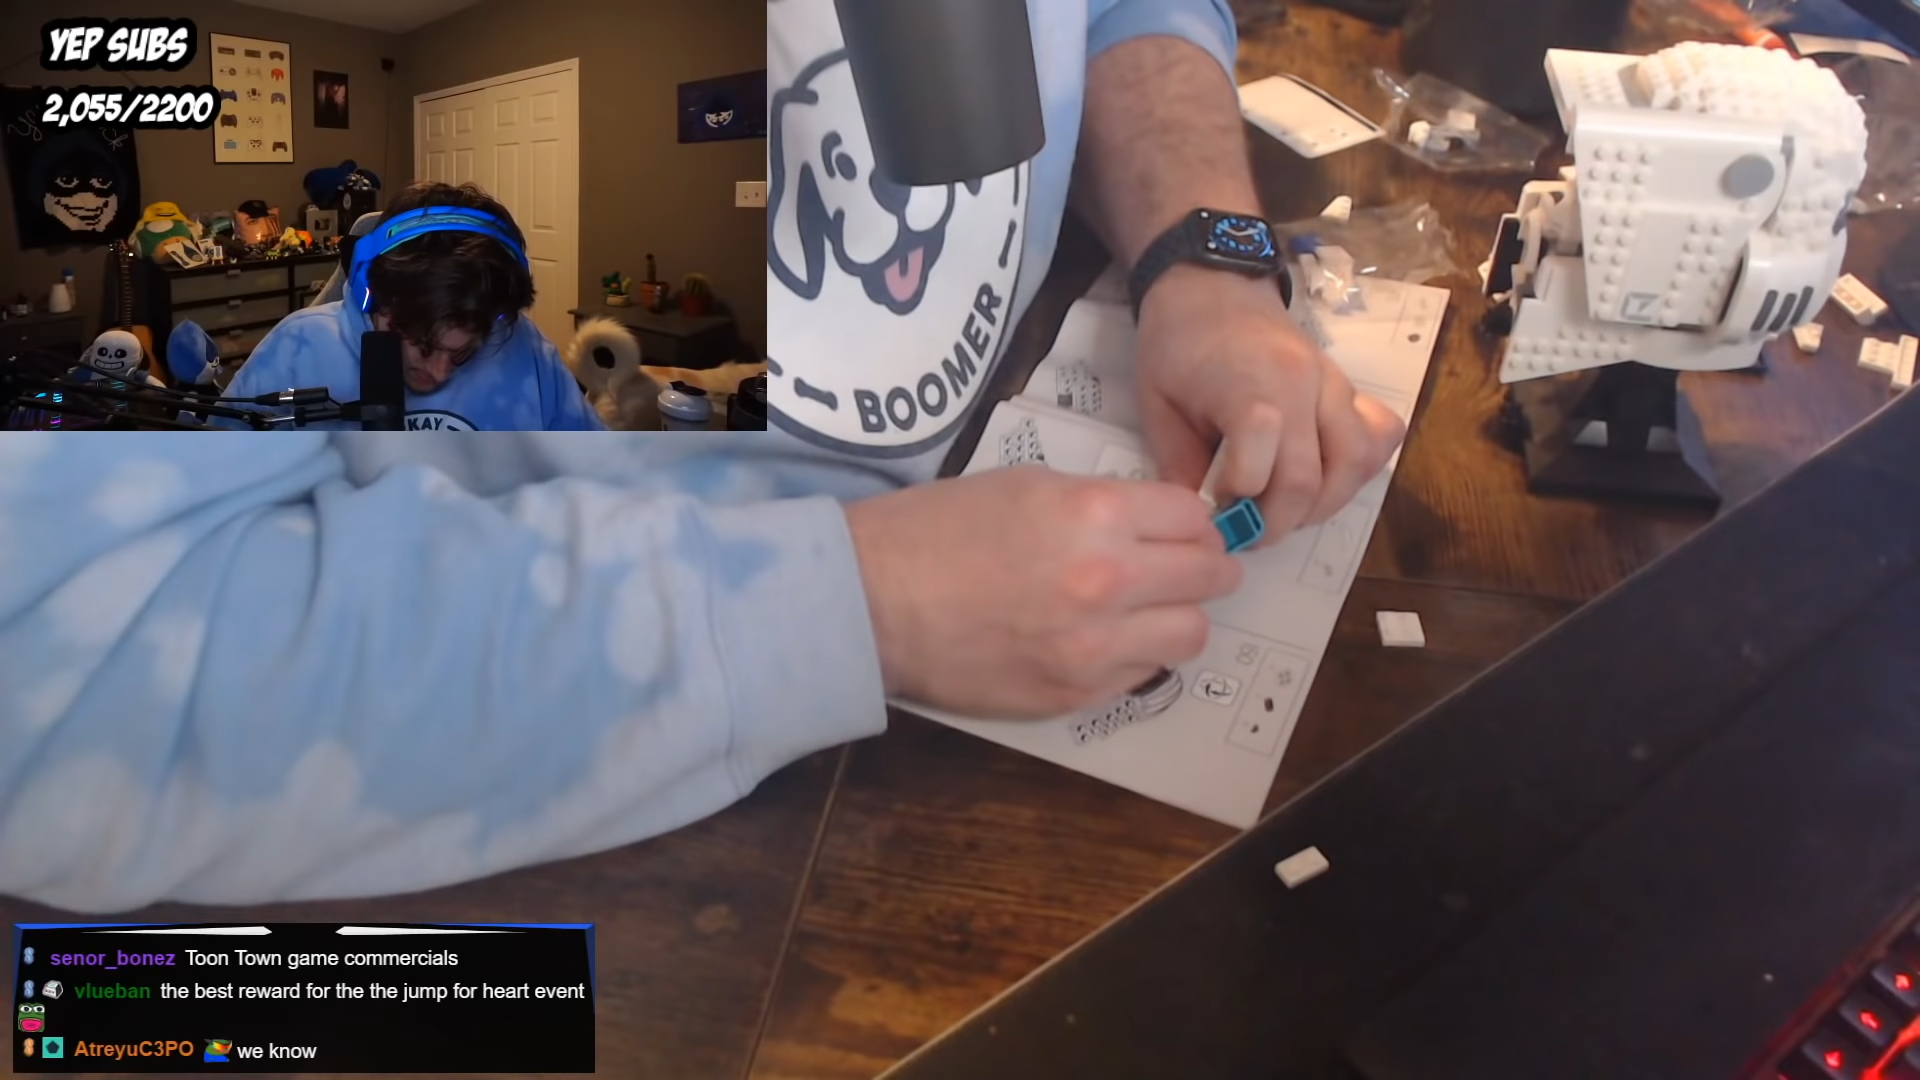 YEP SUBS
2,055/2200
KAY
BOOMER
150
senor_bonez Toon Town game commercials
vlueban the best reward for the the jump for heart event
AtreyuC3PO we know